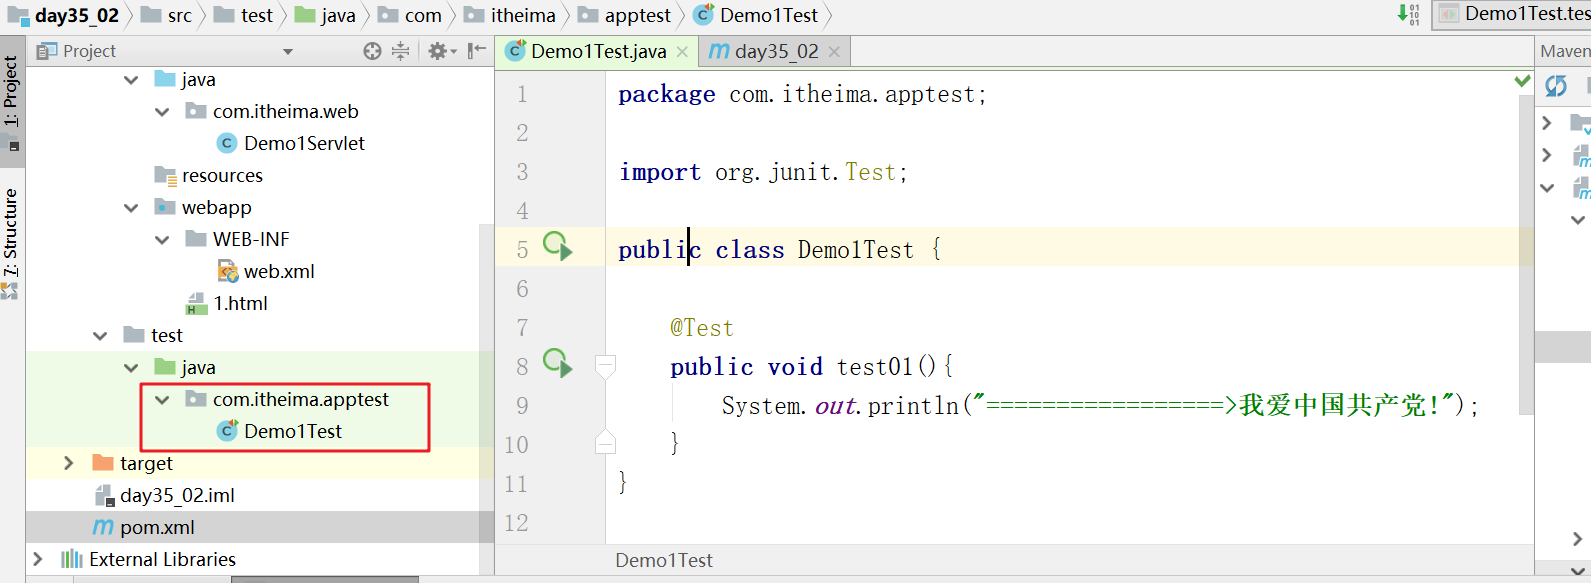 day35_02 src test java com itheima apptest Demo1Test
Demo1Test.tes
Project
Demo1Test.java
day35_02
Maven
1: Project
7: Structure
java
com.itheima.web
Demo1Servlet
resources
webapp
WEB-INF
web.xml
1.html
test
java
com.itheima.apptest
Demo1Test
target
day35_02.iml
pom.xml
External Libraries
1 package com.itheima.apptest;
2
3 import org.junit.Test;
4
5 public class Demo1Test {
6
7 @Test
8 public void test01(){
9 System.out.println("=================>我爱中国共产党!");
10 }
11 }
12
Demo1Test